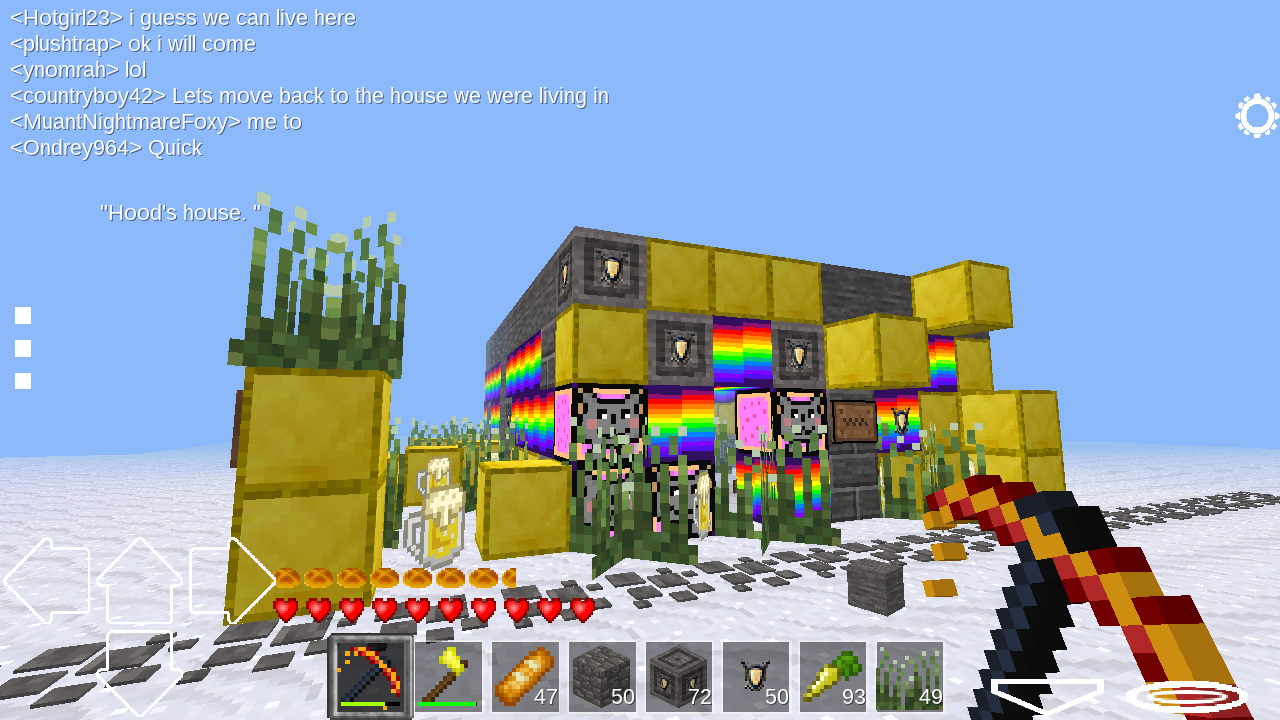 <Hotgirl23> i guess we can live here
<plushtrap> ok i will come
<ynomrah> lol
<countryboy42> Lets move back to the house we were living in
<MuantNightmareFoxy> me to
<Ondrey964> Quick
"Hood's house. "
47
50
72
50
93
49